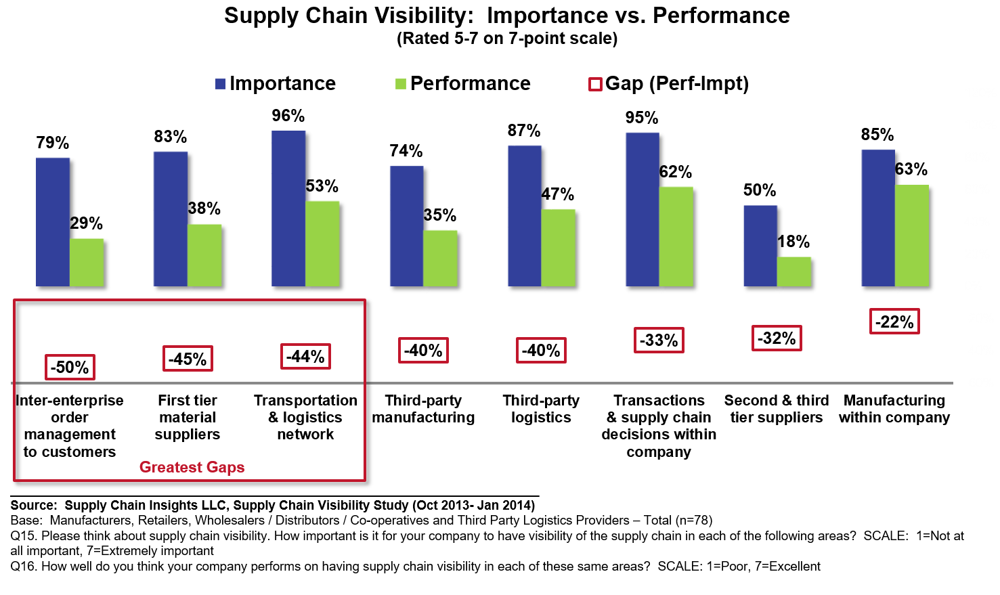 Supply Chain Visibility:  Importance vs. Performance
(Rated 5-7 on 7-point scale)
Importance
Performance
Gap (Perf-Impt)
79%
29%
83%
38%
96%
53%
74%
35%
87%
47%
95%
62%
50%
18%
85%
63%
-50%
-45%
-44%
-40%
-40%
-33%
-32%
-22%
Inter-enterprise
order
management
to customers
First tier
material
suppliers
Transportation
& logistics
network
Third-party
manufacturing
Third-party
logistics
Transactions
& supply chain
decisions within
company
Second & third
tier suppliers
Manufacturing
within company
Greatest Gaps
Source:  Supply Chain Insights LLC, Supply Chain Visibility Study (Oct 2013- Jan 2014)
Base:  Manufacturers, Retailers, Wholesalers / Distributors / Co-operatives and Third Party Logistics Providers – Total (n=78)
Q15. Please think about supply chain visibility. How important is it for your company to have visibility of the supply chain in each of the following areas?  SCALE:  1=Not at
all important, 7=Extremely important
Q16. How well do you think your company performs on having supply chain visibility in each of these same areas?  SCALE: 1=Poor, 7=Excellent